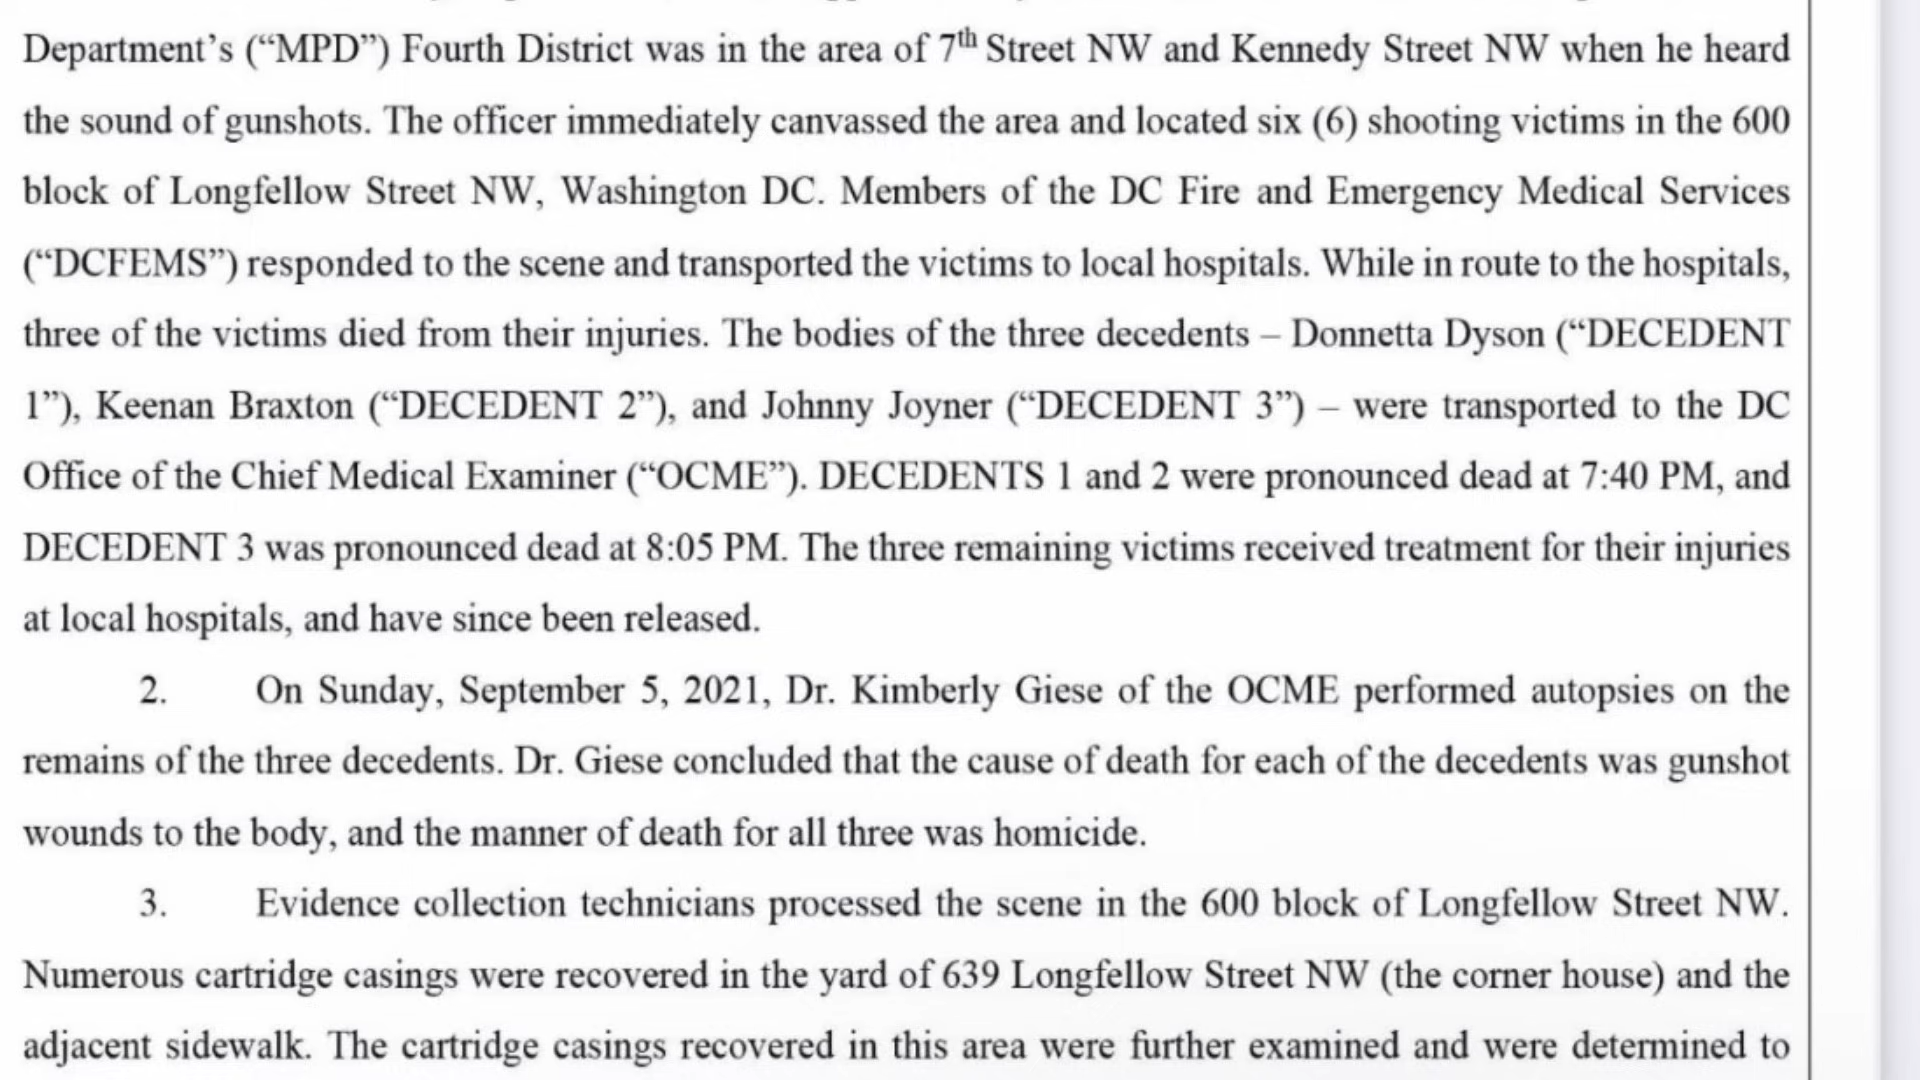 Department’s (“MPD”) Fourth District was in the area of 7th Street NW and Kennedy Street NW when he heard
the sound of gunshots. The officer immediately canvassed the area and located six (6) shooting victims in the 600
block of Longfellow Street NW, Washington DC. Members of the DC Fire and Emergency Medical Services
(“DCFEMS”) responded to the scene and transported the victims to local hospitals. While in route to the hospitals,
three of the victims died from their injuries. The bodies of the three decedents – Donnetta Dyson (“DECEDENT
1”), Keenan Braxton (“DECEDENT 2”), and Johnny Joyner (“DECEDENT 3”) – were transported to the DC
Office of the Chief Medical Examiner (“OCME”). DECEDENTS 1 and 2 were pronounced dead at 7:40 PM, and
DECEDENT 3 was pronounced dead at 8:05 PM. The three remaining victims received treatment for their injuries
at local hospitals, and have since been released.
2. On Sunday, September 5, 2021, Dr. Kimberly Giese of the OCME performed autopsies on the
remains of the three decedents. Dr. Giese concluded that the cause of death for each of the decedents was gunshot
wounds to the body, and the manner of death for all three was homicide.
3. Evidence collection technicians processed the scene in the 600 block of Longfellow Street NW.
Numerous cartridge casings were recovered in the yard of 639 Longfellow Street NW (the corner house) and the
adjacent sidewalk. The cartridge casings recovered in this area were further examined and were determined to